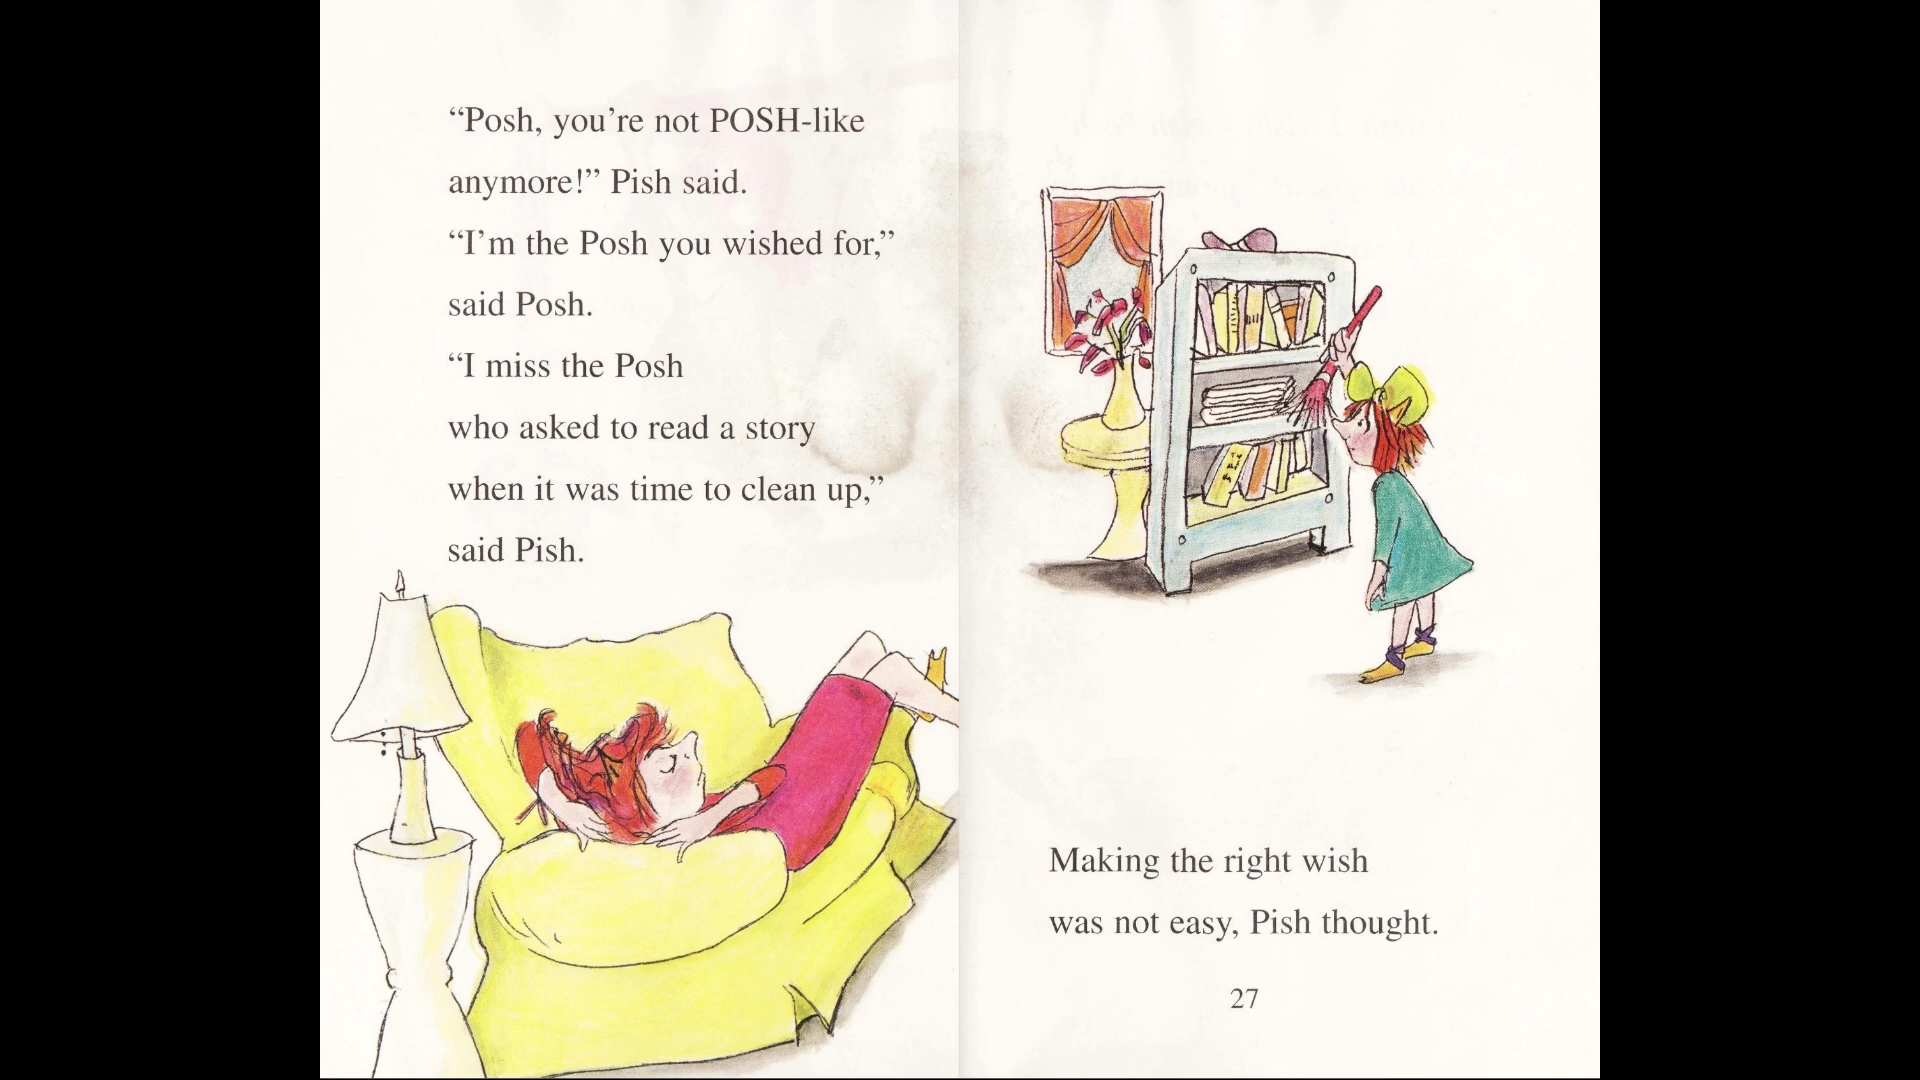 “Posh, you’re not POSH-like
anymore!” Pish said.
“I’m the Posh you wished for,”
said Posh.
“I miss the Posh
who asked to read a story
when it was time to clean up,”
said Pish.
Making the right wish
was not easy, Pish thought.
27